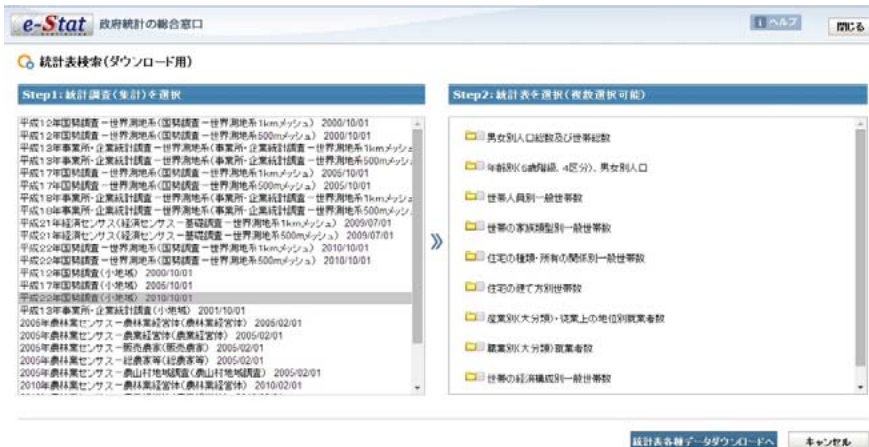 e-Stat 政府統計の総合窓口
ヘルプ
閉じる
統計表検索(ダウンロード用)
Step1:統計調査(集計)を選択
平成12年国勢調査-世界測地系(国勢調査-世界測地系1kmメッシュ) 2000/10/01
平成12年国勢調査-世界測地系(国勢調査-世界測地系500mメッシュ) 2000/10/01
平成13年事業所・企業統計調査-世界測地系(事業所・企業統計調査-世界測地系1kmメッシュ
平成13年事業所・企業統計調査-世界測地系(事業所・企業統計調査-世界測地系500mメッシュ
平成17年国勢調査-世界測地系(国勢調査-世界測地系1kmメッシュ) 2005/10/01
平成17年国勢調査-世界測地系(国勢調査-世界測地系500mメッシュ) 2005/10/01
平成18年事業所・企業統計調査-世界測地系(事業所・企業統計調査-世界測地系1kmメッシュ
平成18年事業所・企業統計調査-世界測地系(事業所・企業統計調査-世界測地系500mメッシュ
平成21年経済センサス(経済センサス-基礎調査-世界測地系1kmメッシュ) 2009/07/01
平成21年経済センサス(経済センサス-基礎調査-世界測地系500mメッシュ) 2009/07/01
平成22年国勢調査-世界測地系(国勢調査-世界測地系1kmメッシュ) 2010/10/01
平成22年国勢調査-世界測地系(国勢調査-世界測地系500mメッシュ) 2010/10/01
平成12年国勢調査(小地域) 2000/10/01
平成17年国勢調査(小地域) 2005/10/01
平成22年国勢調査(小地域) 2010/10/01
平成13年事業所・企業統計調査(小地域) 2001/10/01
2005年農林業センサス-農林業経営体(農林業経営体) 2005/02/01
2005年農林業センサス-農業経営体(農業経営体) 2005/02/01
2005年農林業センサス-販売農家(販売農家) 2005/02/01
2005年農林業センサス-総農家等(総農家等) 2005/02/01
2005年農林業センサス-農山村地域調査(農山村地域調査) 2005/02/01
2010年農林業センサス-農林業経営体(農林業経営体) 2010/02/01
Step2:統計表を選択(複数選択可能)
男女別人口総数及び世帯総数
年齢別(5歳階級、4区分)、男女別人口
世帯人員別一般世帯数
世帯の家族類型別一般世帯数
住宅の種類・所有の関係別一般世帯数
住宅の建て方別世帯数
産業別(大分類)・従業上の地位別就業者数
職業別(大分類)就業者数
世帯の経済構成別一般世帯数
統計表各種データダウンロードへ
キャンセル